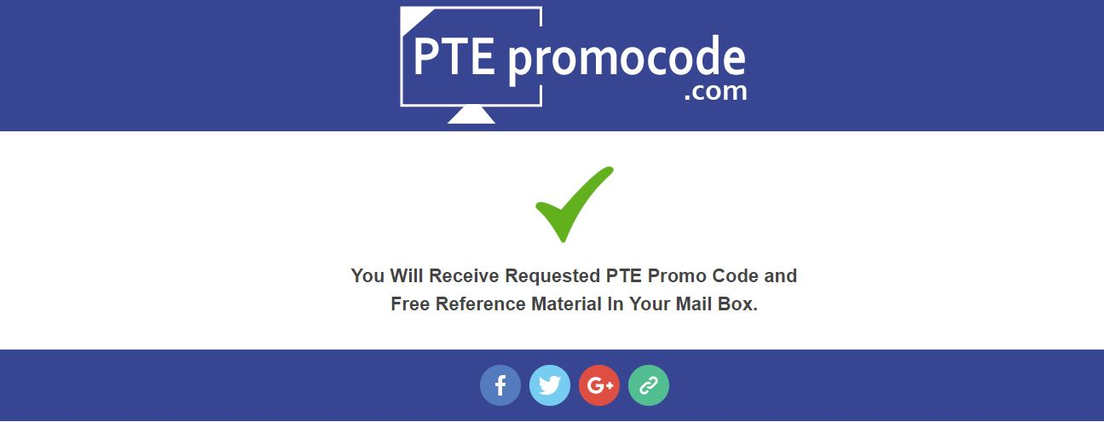 PTE promocode
.com
You Will Receive Requested PTE Promo Code and
Free Reference Material In Your Mail Box.
f
G+